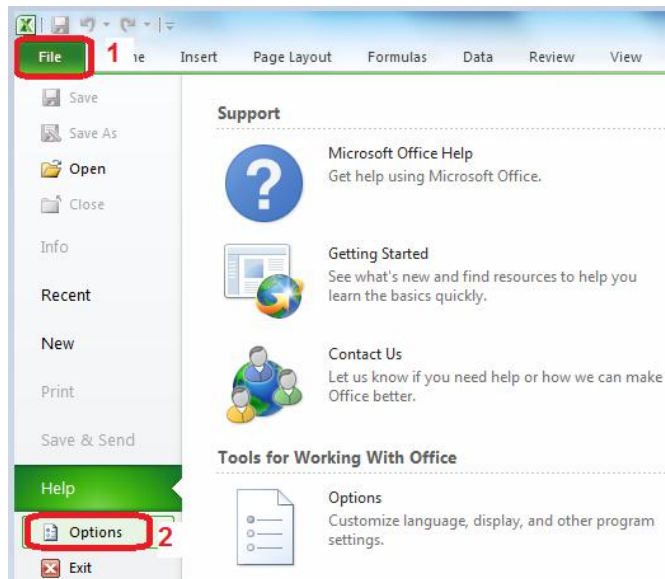 File 1 ne Insert Page Layout Formulas Data Review View
Save
Save As
Open
Close
Info
Recent
New
Print
Save & Send
Help
Options 2
Exit
Support
Microsoft Office Help
Get help using Microsoft Office.
Getting Started
See what's new and find resources to help you
learn the basics quickly.
Contact Us
Let us know if you need help or how we can make
Office better.
Tools for Working With Office
Options
Customize language, display, and other program
settings.